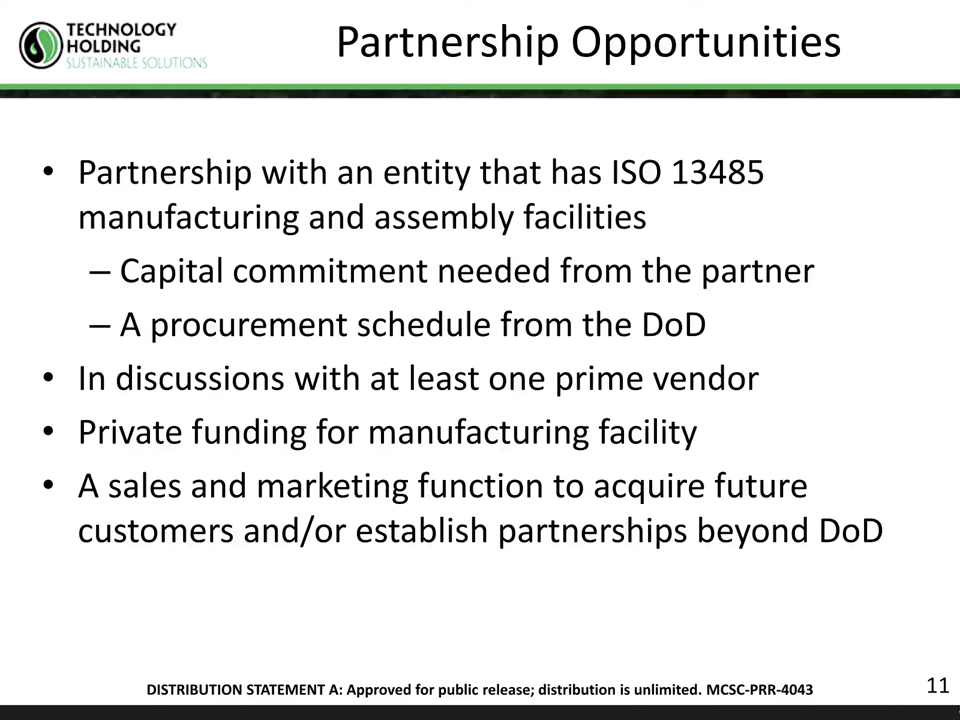 TECHNOLOGY
HOLDING
SUSTAINABLE SOLUTIONS
Partnership Opportunities
• Partnership with an entity that has ISO 13485
manufacturing and assembly facilities
– Capital commitment needed from the partner
– A procurement schedule from the DoD
• In discussions with at least one prime vendor
• Private funding for manufacturing facility
• A sales and marketing function to acquire future
customers and/or establish partnerships beyond DoD
DISTRIBUTION STATEMENT A: Approved for public release; distribution is unlimited. MCSC-PRR-4043
11